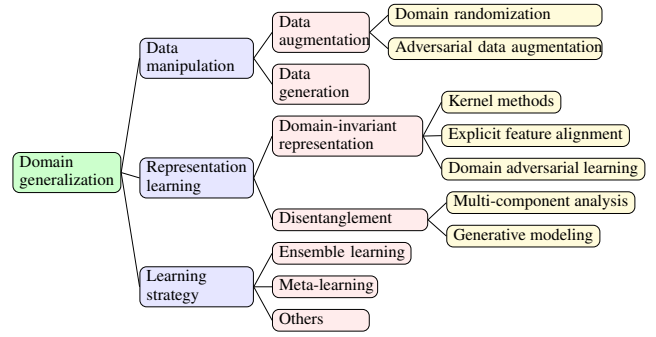 Domain
generalization
Data
manipulation
Data
augmentation
Domain randomization
Adversarial data augmentation
Data
generation
Representation
learning
Domain-invariant
representation
Kernel methods
Explicit feature alignment
Domain adversarial learning
Disentanglement
Multi-component analysis
Generative modeling
Learning
strategy
Ensemble learning
Meta-learning
Others